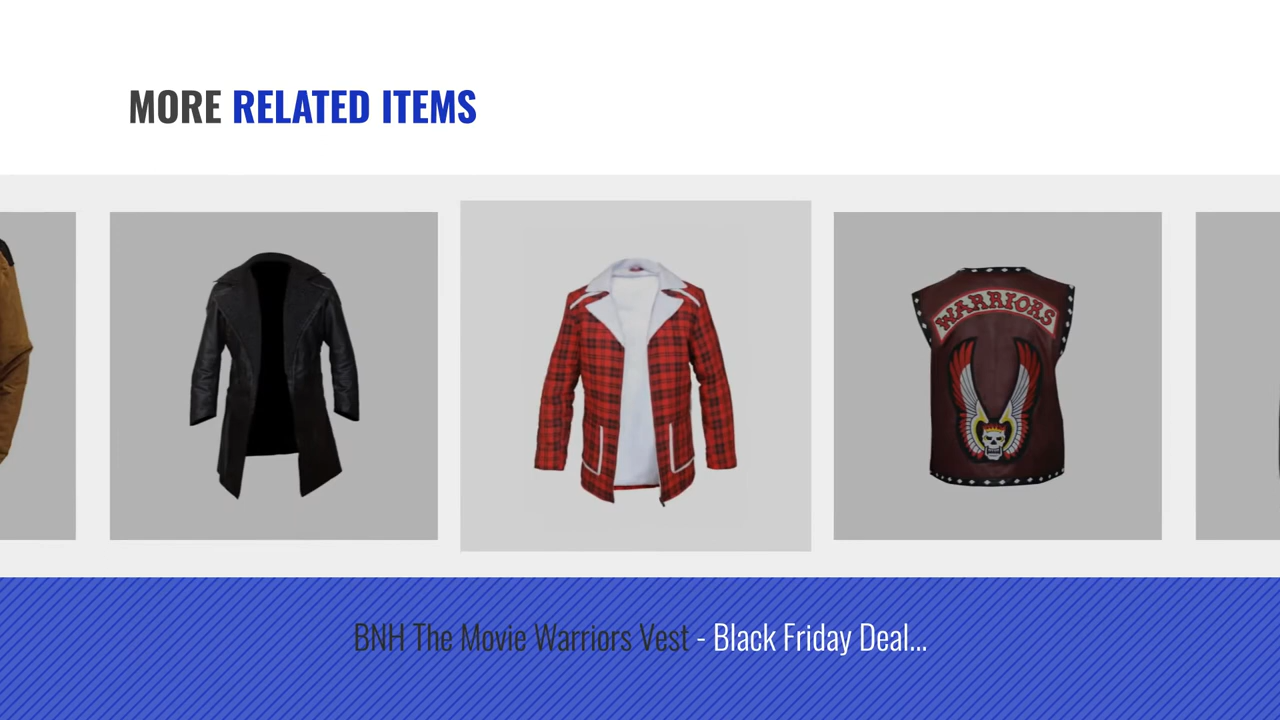 MORE RELATED ITEMS
WARRIORS
BNH The Movie Warriors Vest - Black Friday Deal...